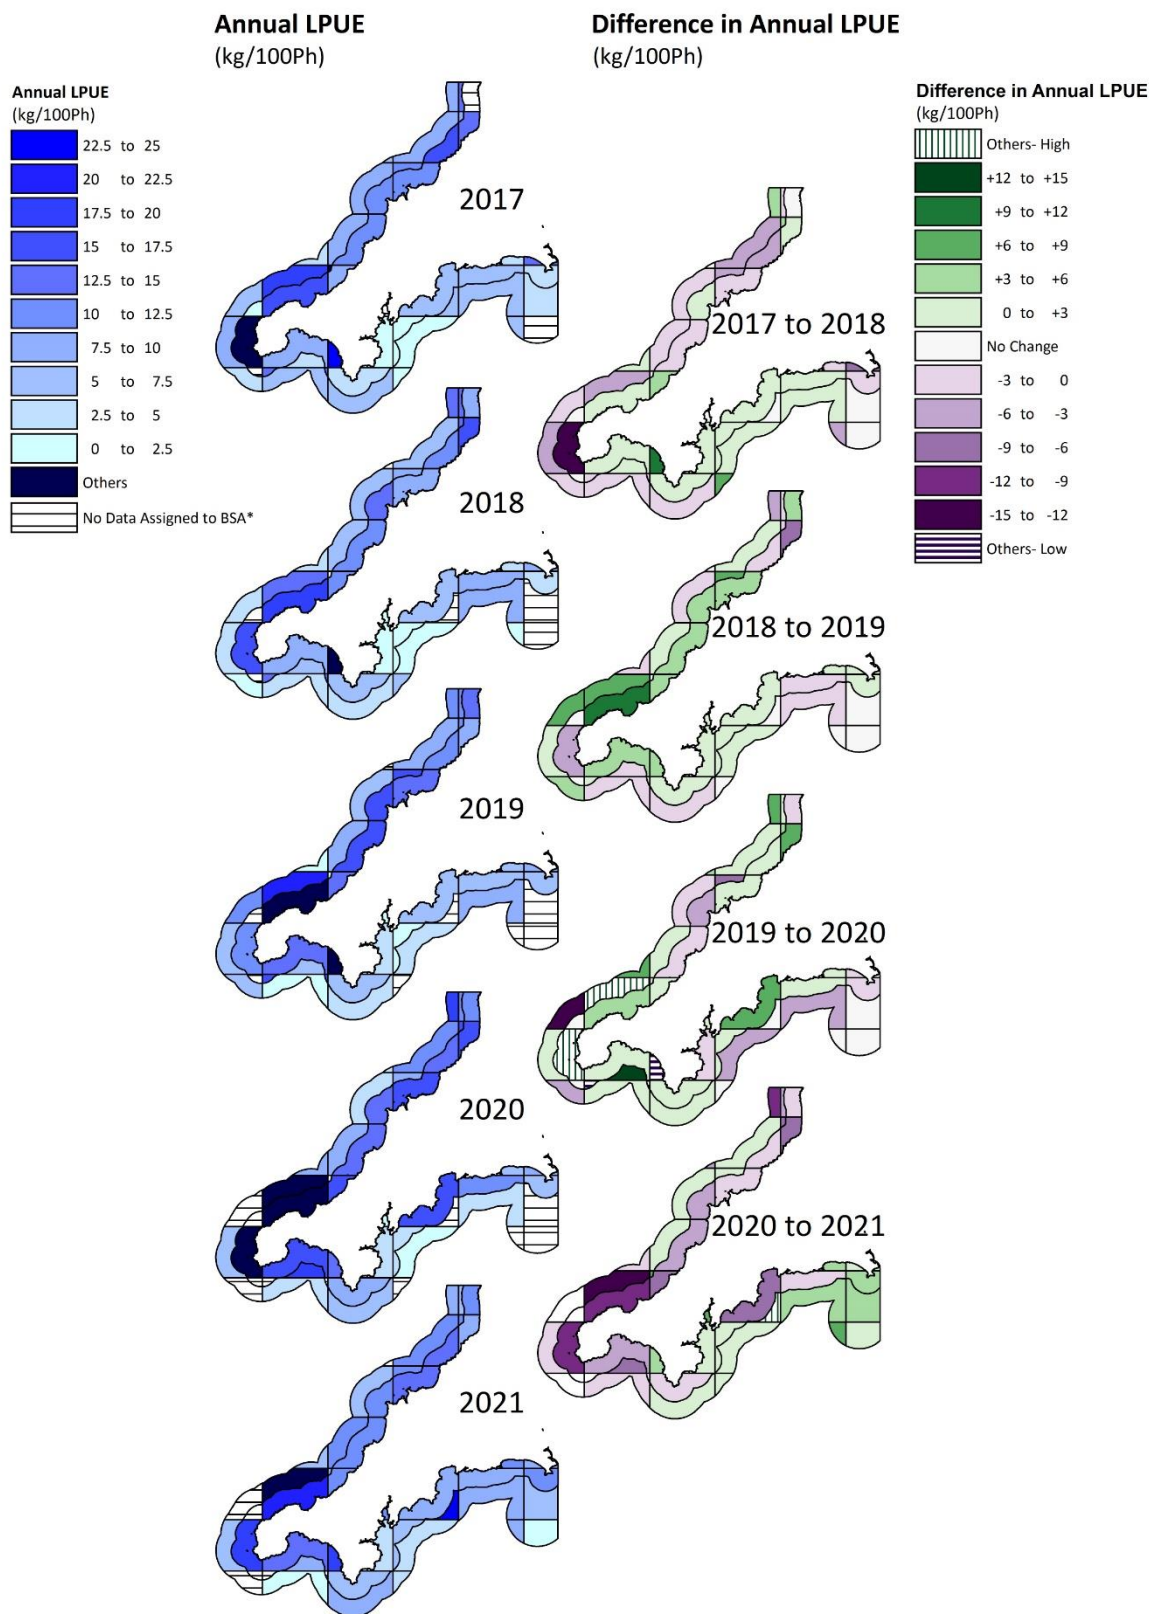 Annual LPUE
(kg/100Ph)
Difference in Annual LPUE
(kg/100Ph)
Annual LPUE
(kg/100Ph)
22.5 to 25
20 to 22.5
17.5 to 20
15 to 17.5
12.5 to 15
10 to 12.5
7.5 to 10
5 to 7.5
2.5 to 5
0 to 2.5
Others
No Data Assigned to BSA*
2017
2018
2019
2020
2021
2017 to 2018
2018 to 2019
2019 to 2020
2020 to 2021
Difference in Annual LPUE
(kg/100Ph)
Others- High
+12 to +15
+9 to +12
+6 to +9
+3 to +6
0 to +3
No Change
-3 to 0
-6 to -3
-9 to -6
-12 to -9
-15 to -12
Others- Low